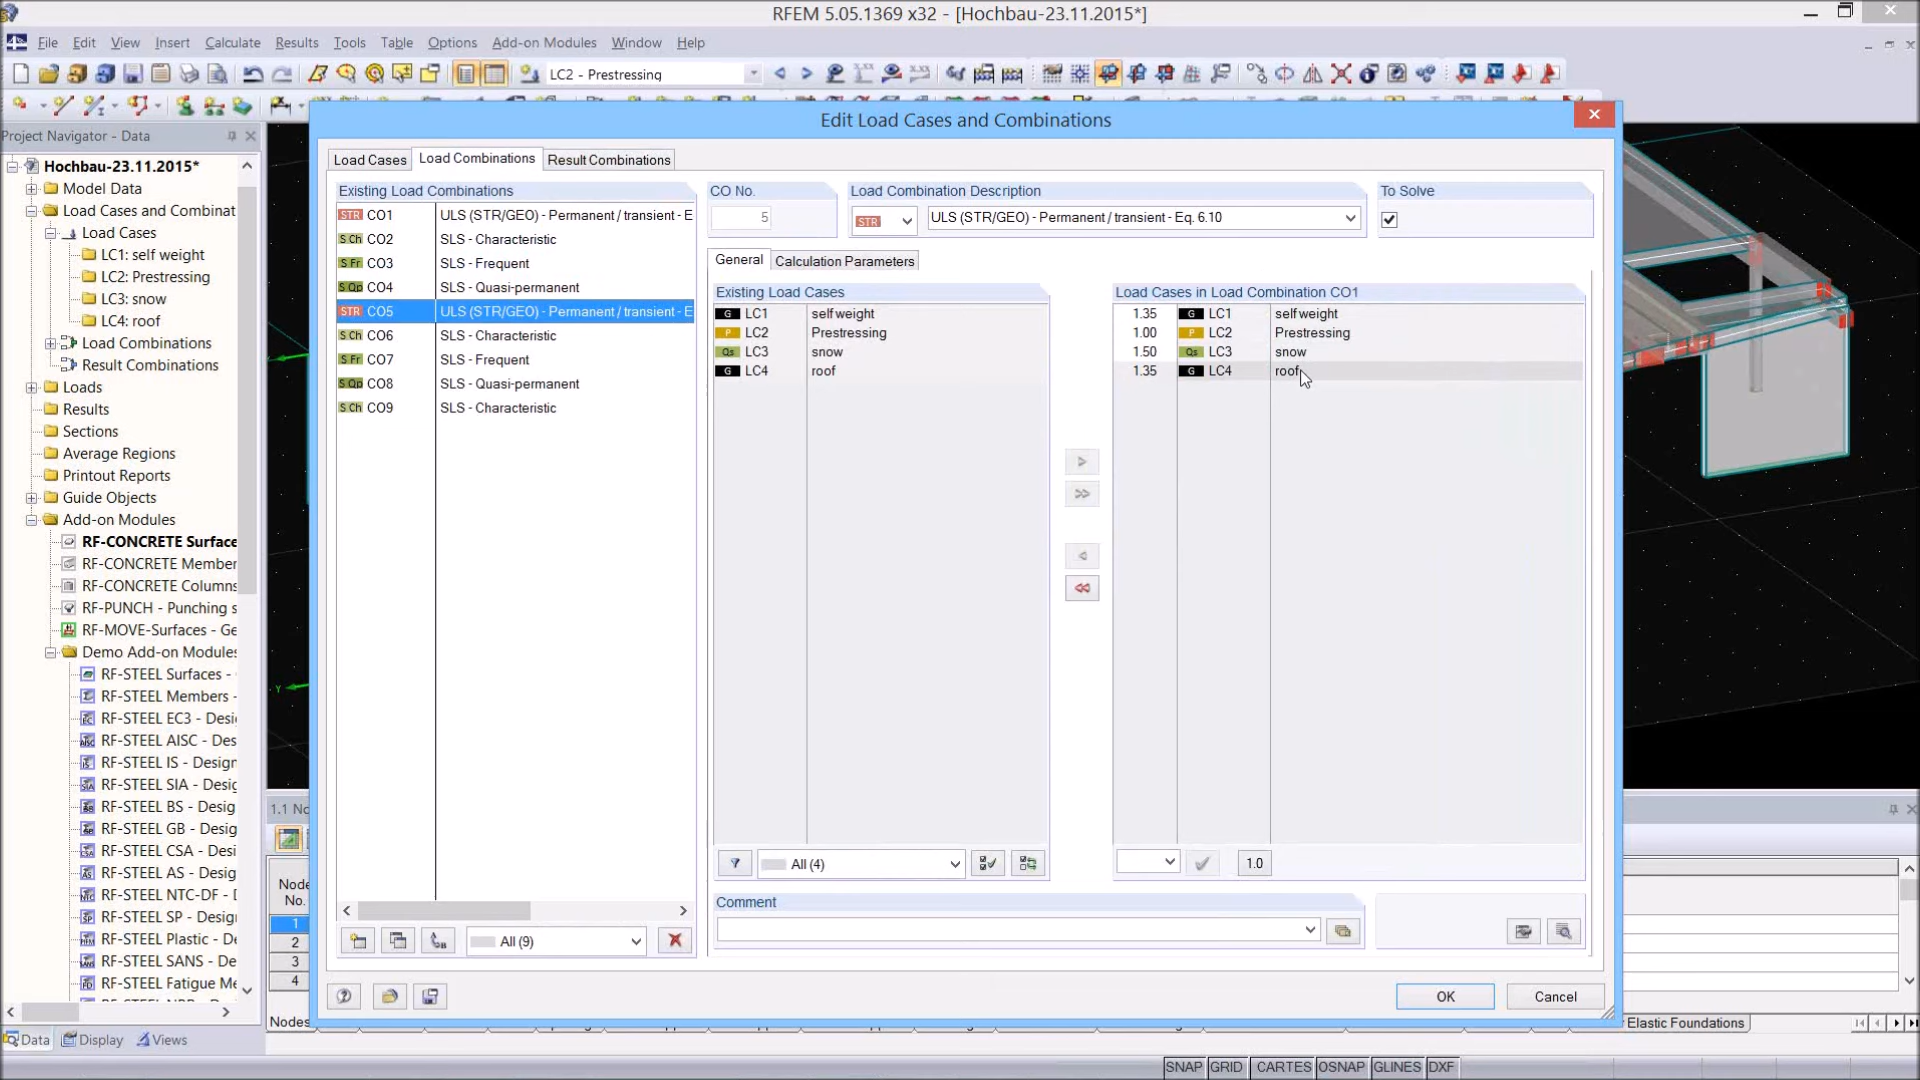 RFEM 5.05.1369 x32 - [Hochbau-23.11.2015*]
File Edit View Insert Calculate Results Tools Table Options Add-on Modules Window Help
LC2 - Prestressing
Project Navigator - Data
Hochbau-23.11.2015*
Model Data
Load Cases and Combinat
Load Cases
LC1: self weight
LC2: Prestressing
LC3: snow
LC4: roof
Load Combinations
Result Combinations
Loads
Results
Sections
Average Regions
Printout Reports
Guide Objects
Add-on Modules
RF-CONCRETE Surface
RF-CONCRETE Member
RF-CONCRETE Columns
RF-PUNCH - Punching s
RF-MOVE-Surfaces - Ge
Demo Add-on Modules
RF-STEEL Surfaces -
RF-STEEL Members -
RF-STEEL EC3 - Desi
RF-STEEL AISC - Des
RF-STEEL IS - Design
RF-STEEL SIA - Desig
RF-STEEL BS - Desig
RF-STEEL GB - Desig
RF-STEEL CSA - Desi
RF-STEEL AS - Desig
RF-STEEL NTC-DF - D
RF-STEEL SP - Design
RF-STEEL Plastic - De
RF-STEEL SANS - De
RF-STEEL Fatigue Me
Data Display Views
Edit Load Cases and Combinations
Load Cases Load Combinations Result Combinations
Existing Load Combinations
STR CO1 ULS (STR/GEO) - Permanent / transient - E
S Ch CO2 SLS - Characteristic
S Fr CO3 SLS - Frequent
S Qp CO4 SLS - Quasi-permanent
STR CO5 ULS (STR/GEO) - Permanent / transient - E
S Ch CO6 SLS - Characteristic
S Fr CO7 SLS - Frequent
S Qp CO8 SLS - Quasi-permanent
S Ch CO9 SLS - Characteristic
All (9)
CO No.
5
Load Combination Description
STR ULS (STR/GEO) - Permanent / transient - Eq. 6.10
To Solve
General Calculation Parameters
Existing Load Cases
G LC1 self weight
P LC2 Prestressing
Qs LC3 snow
G LC4 roof
All (4)
Load Cases in Load Combination CO1
1.35 G LC1 self weight
1.00 P LC2 Prestressing
1.50 Qs LC3 snow
1.35 G LC4 roof
1.0
Comment
OK Cancel
Y
1.1 No
Node
No.
1
2
3
4
Nodes
Elastic Foundations
SNAP GRID CARTES OSNAP GLINES DXF